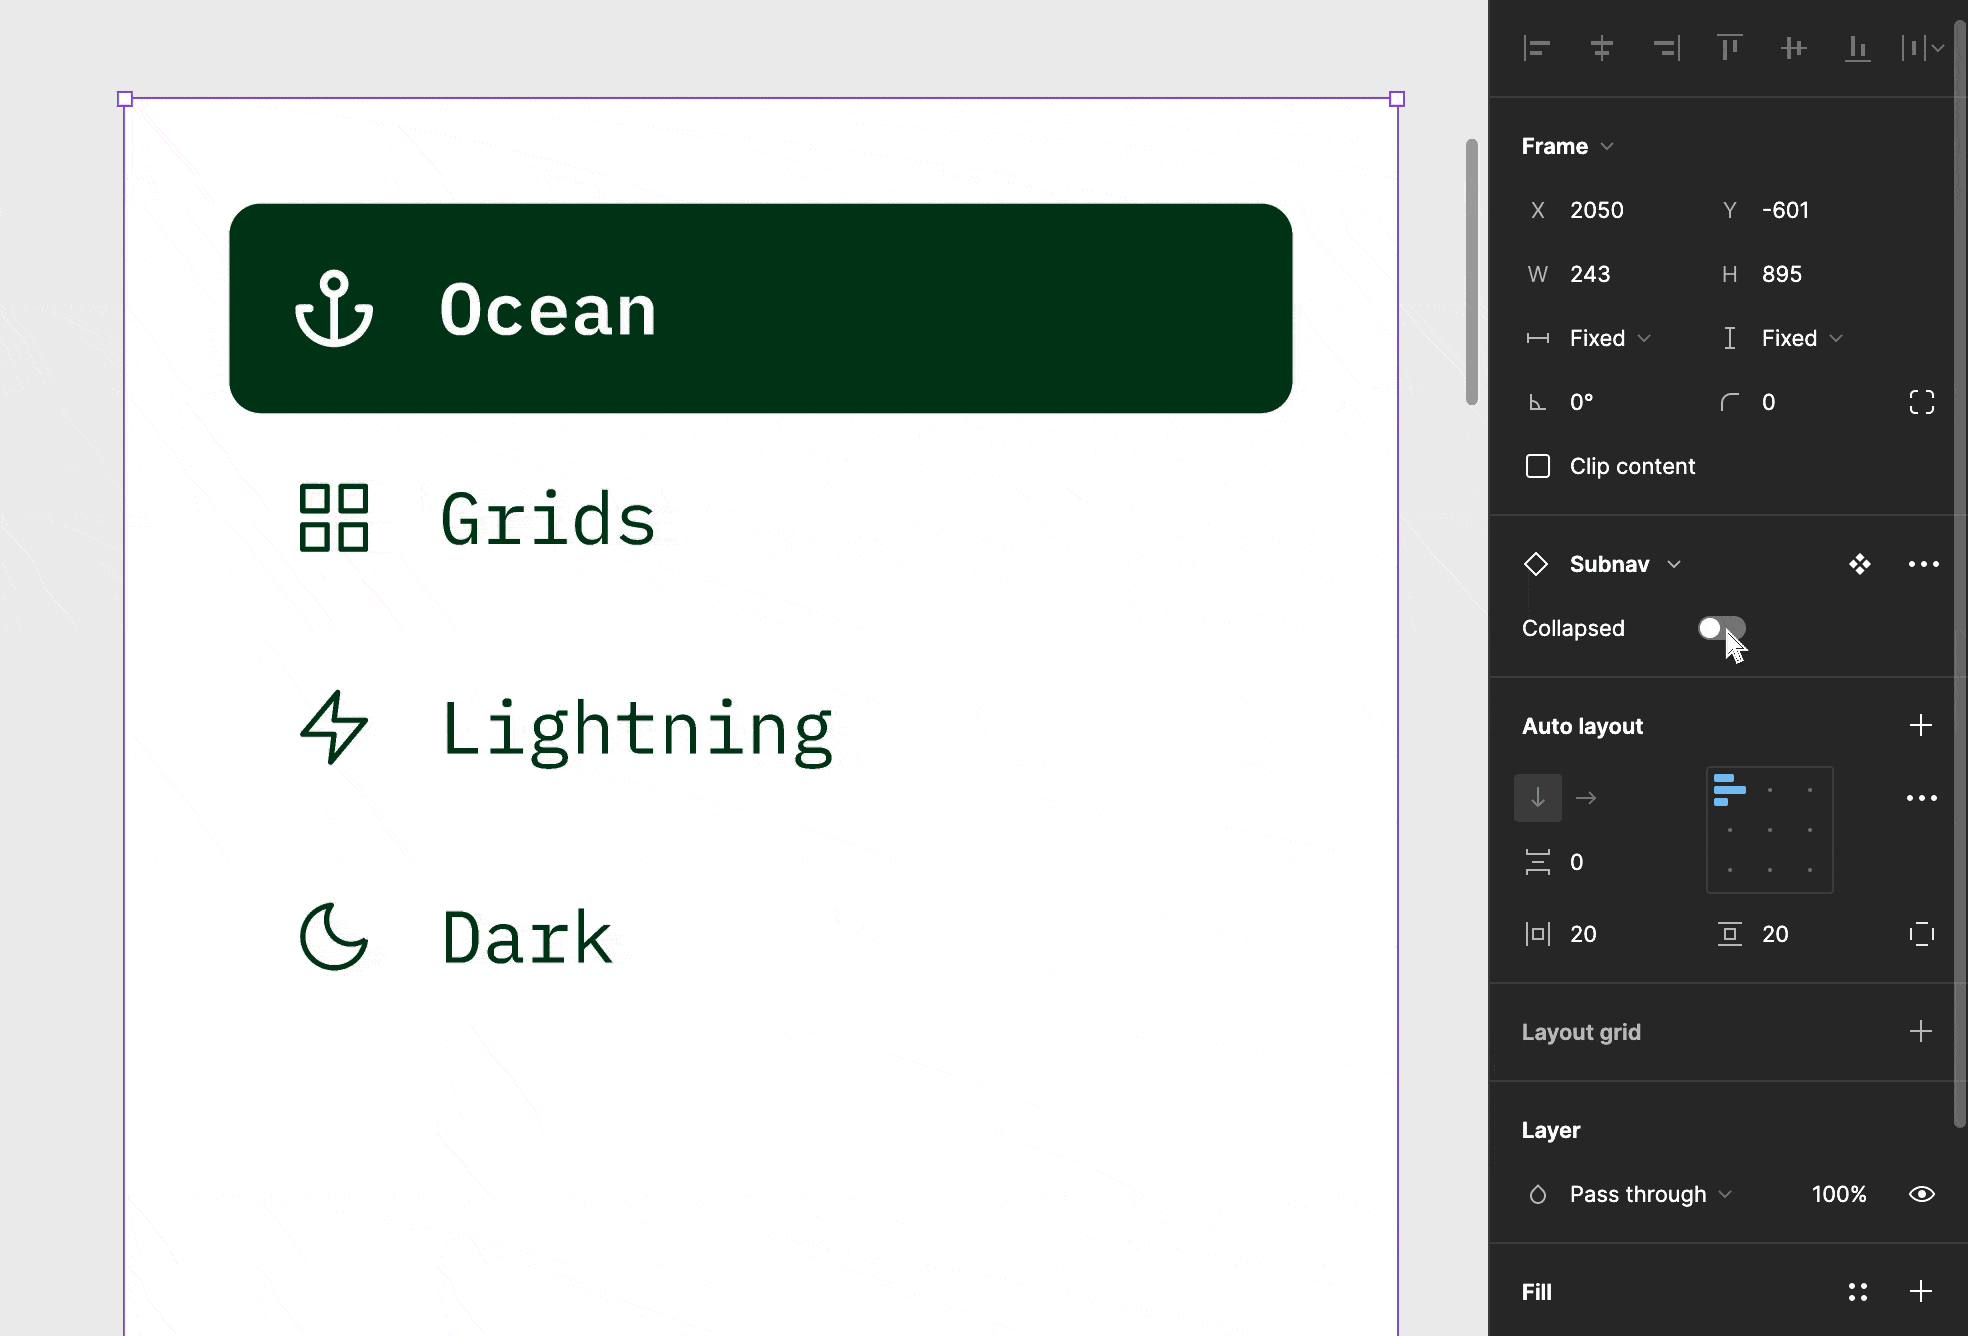 Ocean
Grids
Lightning
Dark
Frame
X 2050 Y -601
W 243 H 895
Fixed Fixed
0° 0
Clip content
Subnav
Collapsed
Auto layout
0
20 20
Layout grid
Layer
Pass through 100%
Fill